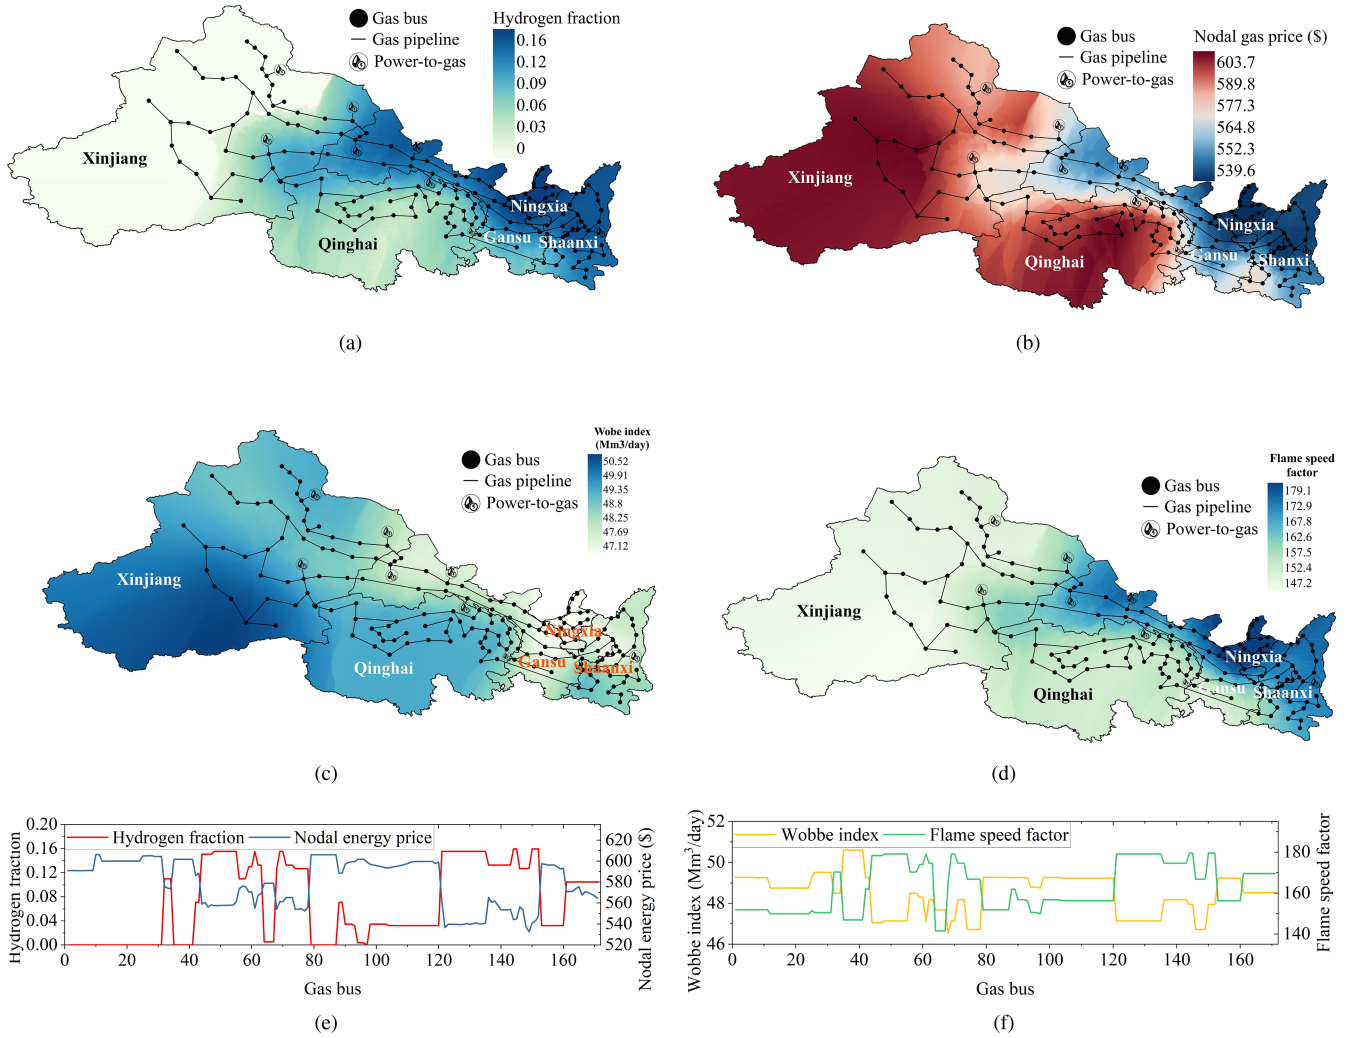 Gas bus
Gas pipeline
Power-to-gas
Hydrogen fraction
0.16
0.12
0.09
0.06
0.03
0
Xinjiang
Qinghai
Ningxia
Gansu
Shaanxi
(a)
Gas bus
Gas pipeline
Power-to-gas
Nodal gas price ($)
603.7
589.8
577.3
564.8
552.3
539.6
Xinjiang
Qinghai
Ningxia
Gansu
Shanxi
(b)
Gas bus
Gas pipeline
Power-to-gas
Wobe index
(Mm3/day)
50.52
49.91
49.35
48.8
48.25
47.69
47.12
Xinjiang
Qinghai
Ningxia
Gansu
Shaanxi
(c)
Gas bus
Gas pipeline
Power-to-gas
Flame speed
factor
179.1
172.9
167.8
162.6
157.5
152.4
147.2
Xinjiang
Qinghai
Ningxia
Gansu
Shaanxi
(d)
Hydrogen fraction
0.20
0.16
0.12
0.08
0.04
0.00
Hydrogen fraction
Nodal energy price
620
600
580
560
540
520
Nodal energy price ($)
0 20 40 60 80 100 120 140 160
Gas bus
(e)
Wobbe index (Mm³/day)
52
50
48
46
Wobbe index
Flame speed factor
180
160
140
Flame speed factor
0 20 40 60 80 100 120 140 160
Gas bus
(f)